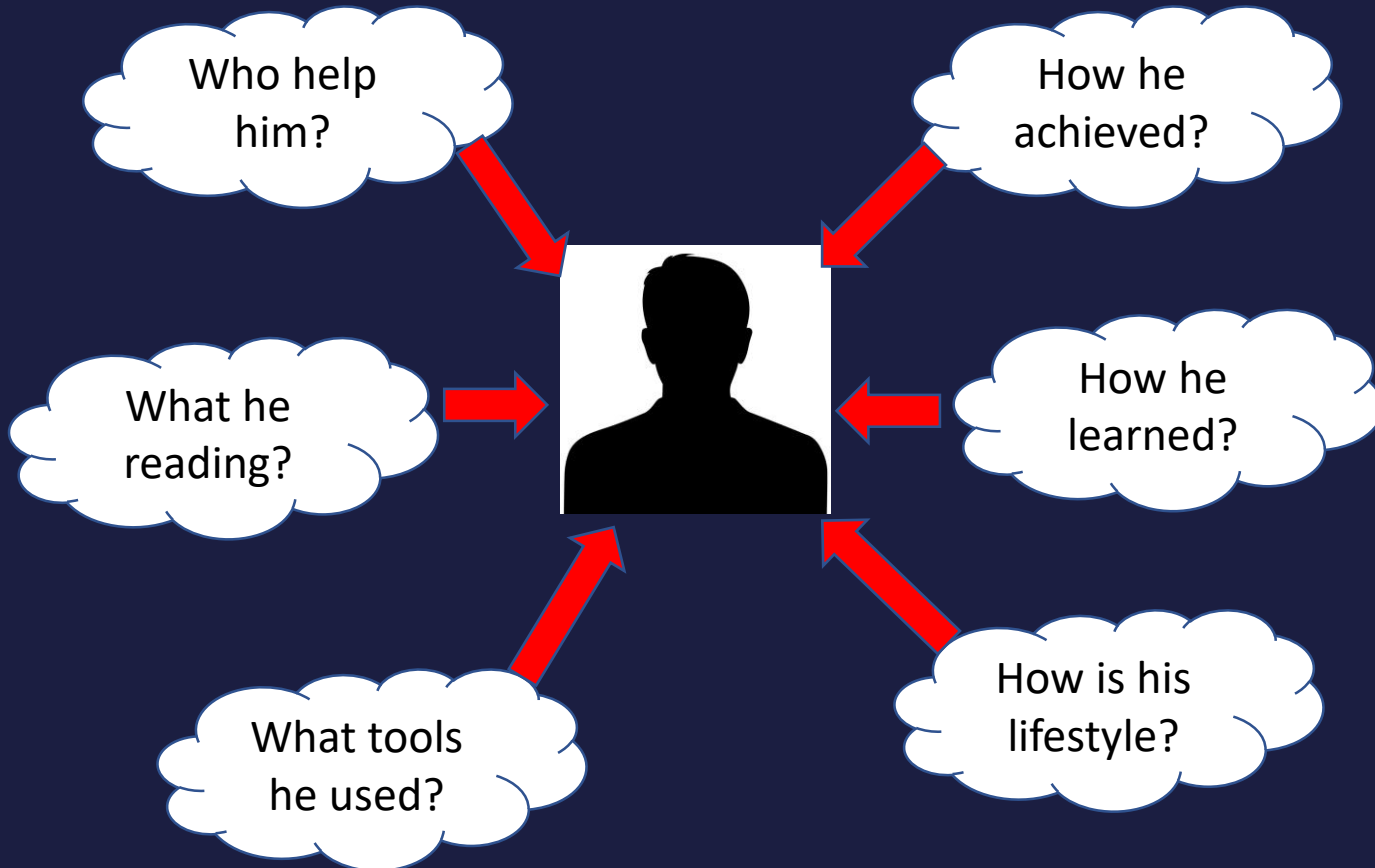 Who help
him?
How he
achieved?
What he
reading?
How he
learned?
What tools
he used?
How is his
lifestyle?